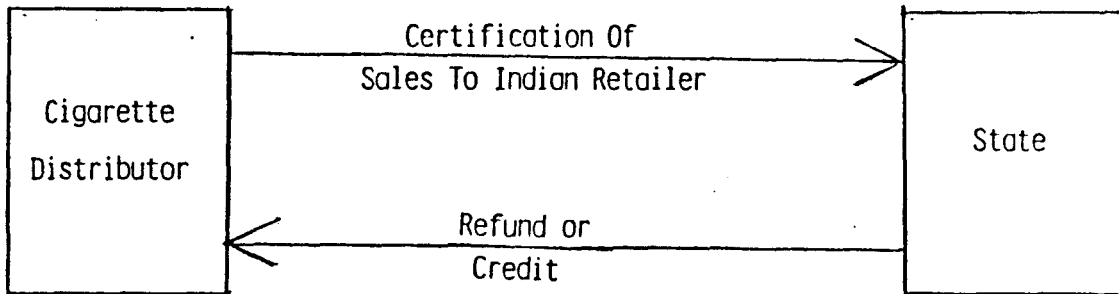 Cigarette
Distributor
Certification Of
Sales To Indian Retailer
State
Refund or
Credit